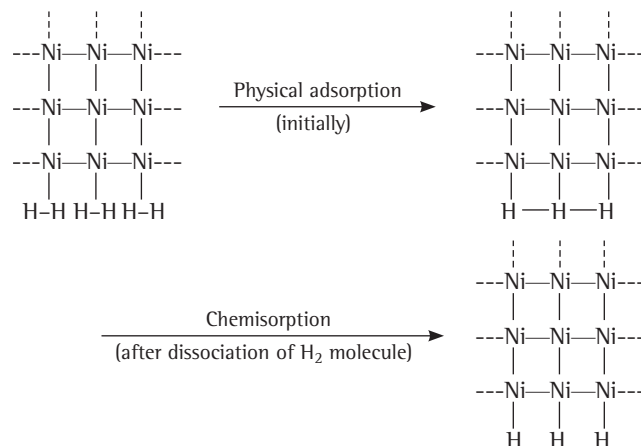 ---Ni—Ni—Ni---
Physical adsorption
---Ni—Ni—Ni---
(initially)
---Ni—Ni—Ni---
H–H H–H H–H
---Ni—Ni—Ni---
---Ni—Ni—Ni---
---Ni—Ni—Ni---
H — H — H
Chemisorption
(after dissociation of H₂ molecule)
---Ni—Ni—Ni---
---Ni—Ni—Ni---
---Ni—Ni—Ni---
H H H